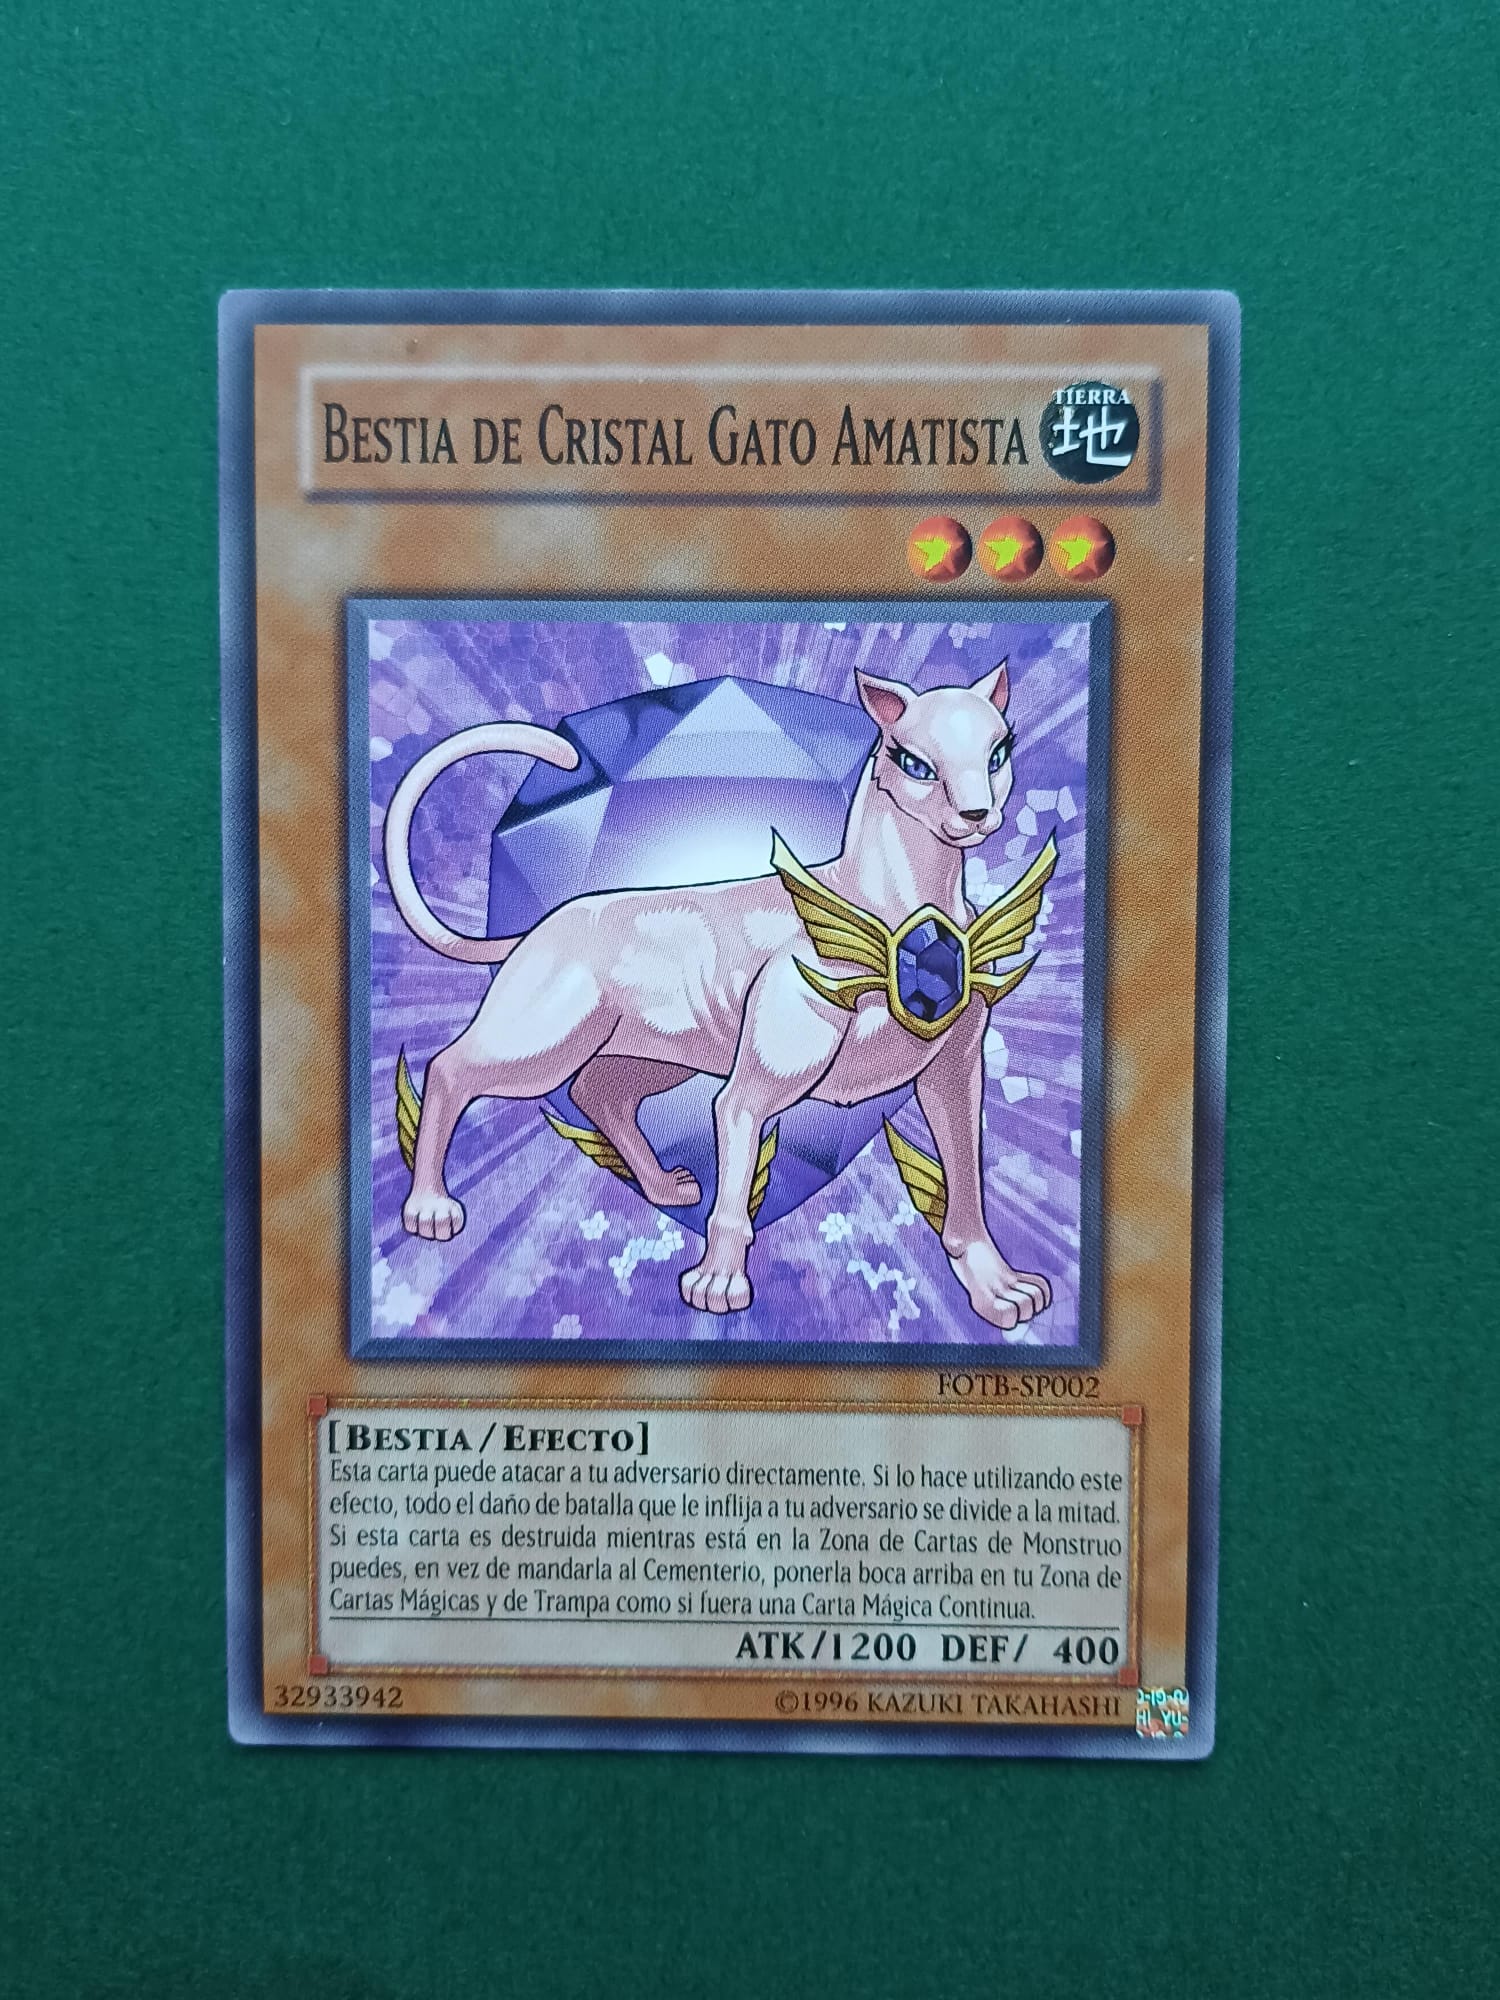 BESTIA DE CRISTAL GATO AMATISTA
TIERRA
地
FOTB-SP002
[BESTIA / EFECTO]
Esta carta puede atacar a tu adversario directamente. Si lo hace utilizando este
efecto, todo el daño de batalla que le inflija a tu adversario se divide a la mitad.
Si esta carta es destruida mientras está en la Zona de Cartas de Monstruo
puedes, en vez de mandarla al Cementerio, ponerla boca arriba en tu Zona de
Cartas Mágicas y de Trampa como si fuera una Carta Mágica Continua.
ATK/1200 DEF/ 400
32933942
©1996 KAZUKI TAKAHASHI